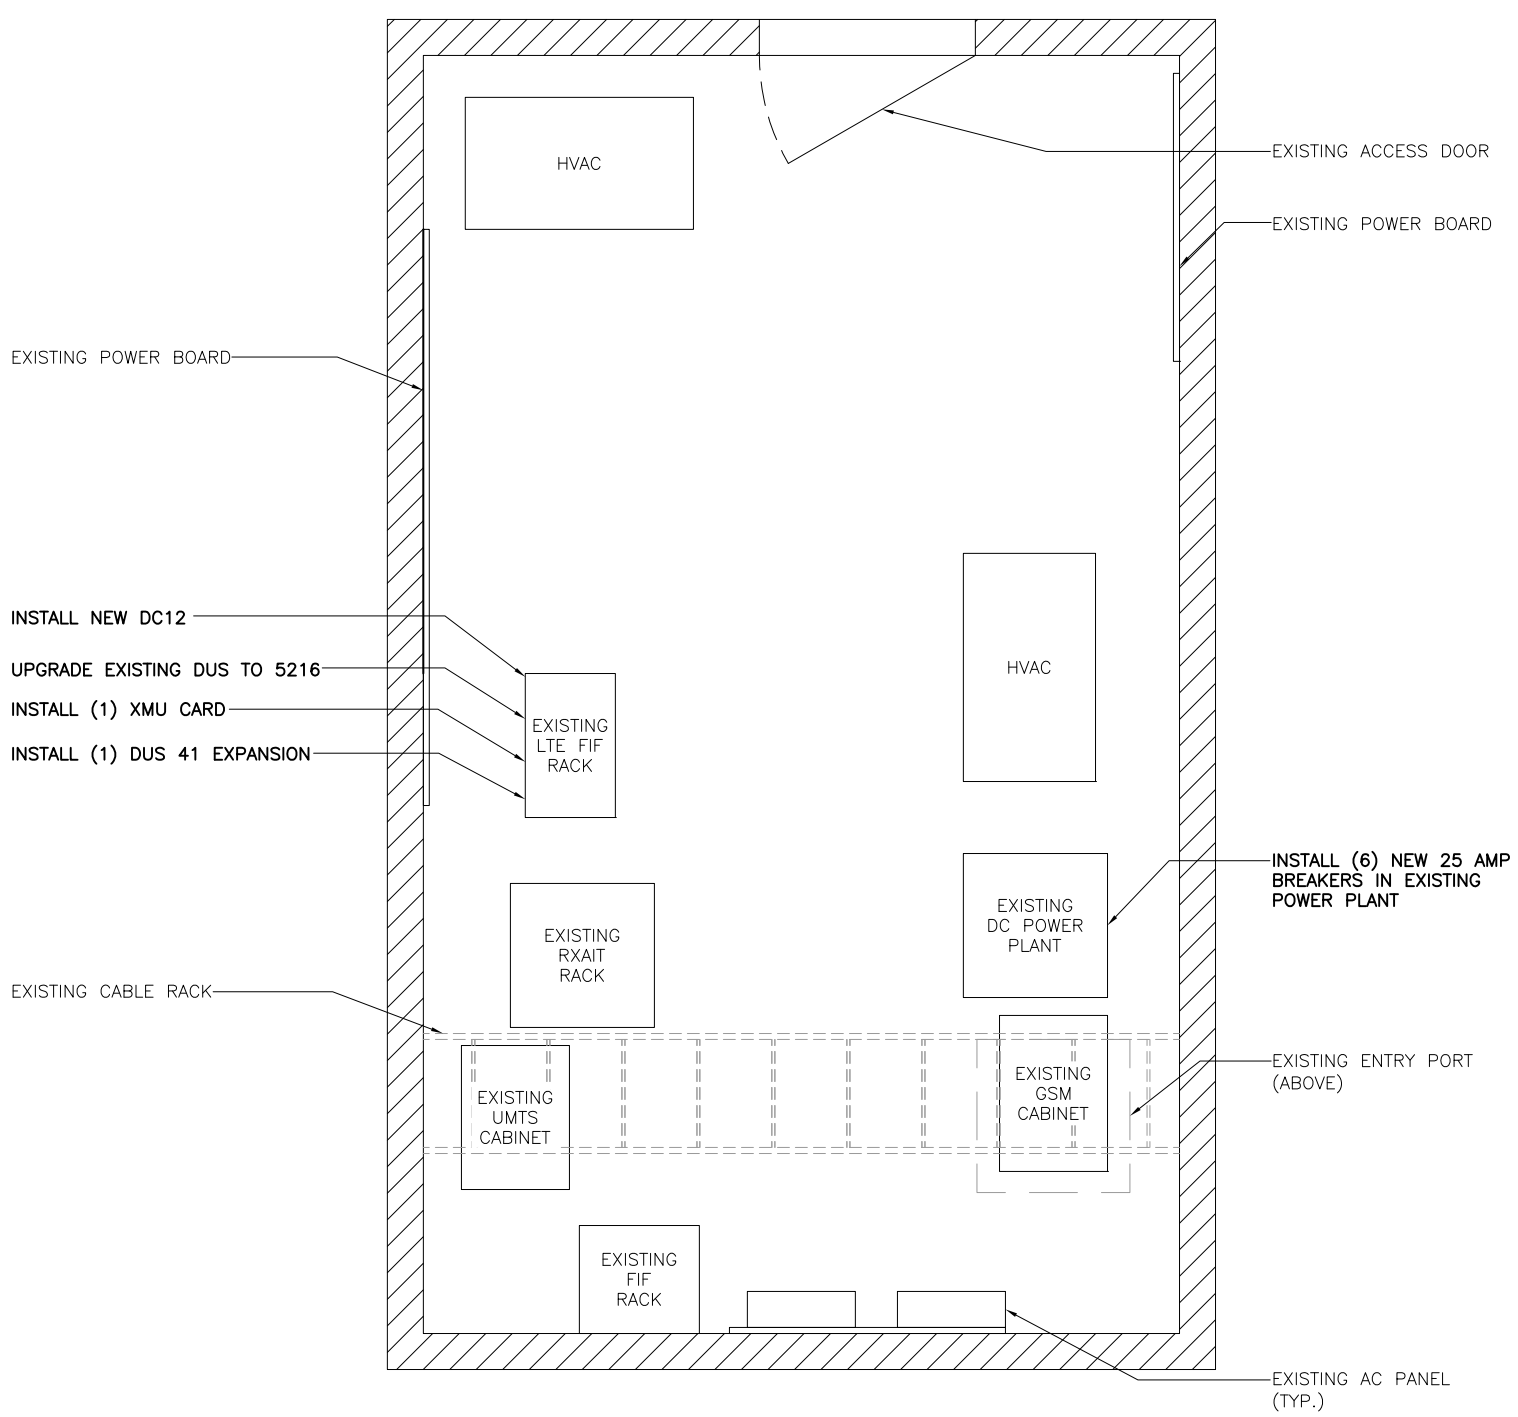 HVAC
EXISTING ACCESS DOOR
EXISTING POWER BOARD
EXISTING POWER BOARD
INSTALL NEW DC12
UPGRADE EXISTING DUS TO 5216
INSTALL (1) XMU CARD
INSTALL (1) DUS 41 EXPANSION
EXISTING
LTE FIF
RACK
HVAC
INSTALL (6) NEW 25 AMP
BREAKERS IN EXISTING
POWER PLANT
EXISTING
DC POWER
PLANT
EXISTING
RXAIT
RACK
EXISTING CABLE RACK
EXISTING
UMTS
CABINET
EXISTING
GSM
CABINET
EXISTING ENTRY PORT
(ABOVE)
EXISTING
FIF
RACK
EXISTING AC PANEL
(TYP.)